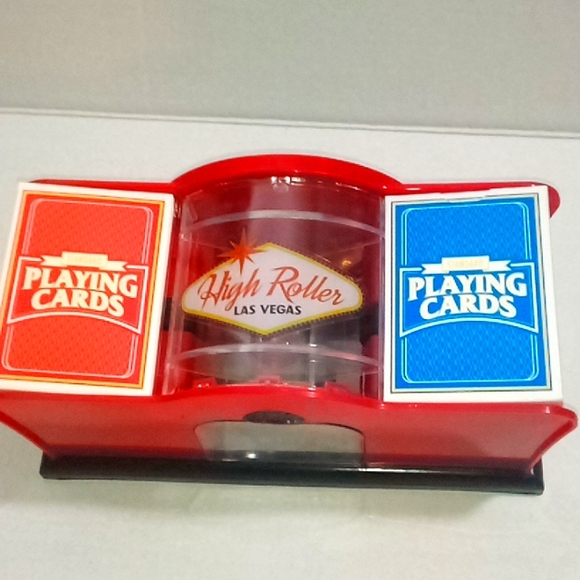 PLAYING
CARDS
High Roller
LAS VEGAS
PLAYING
CARDS